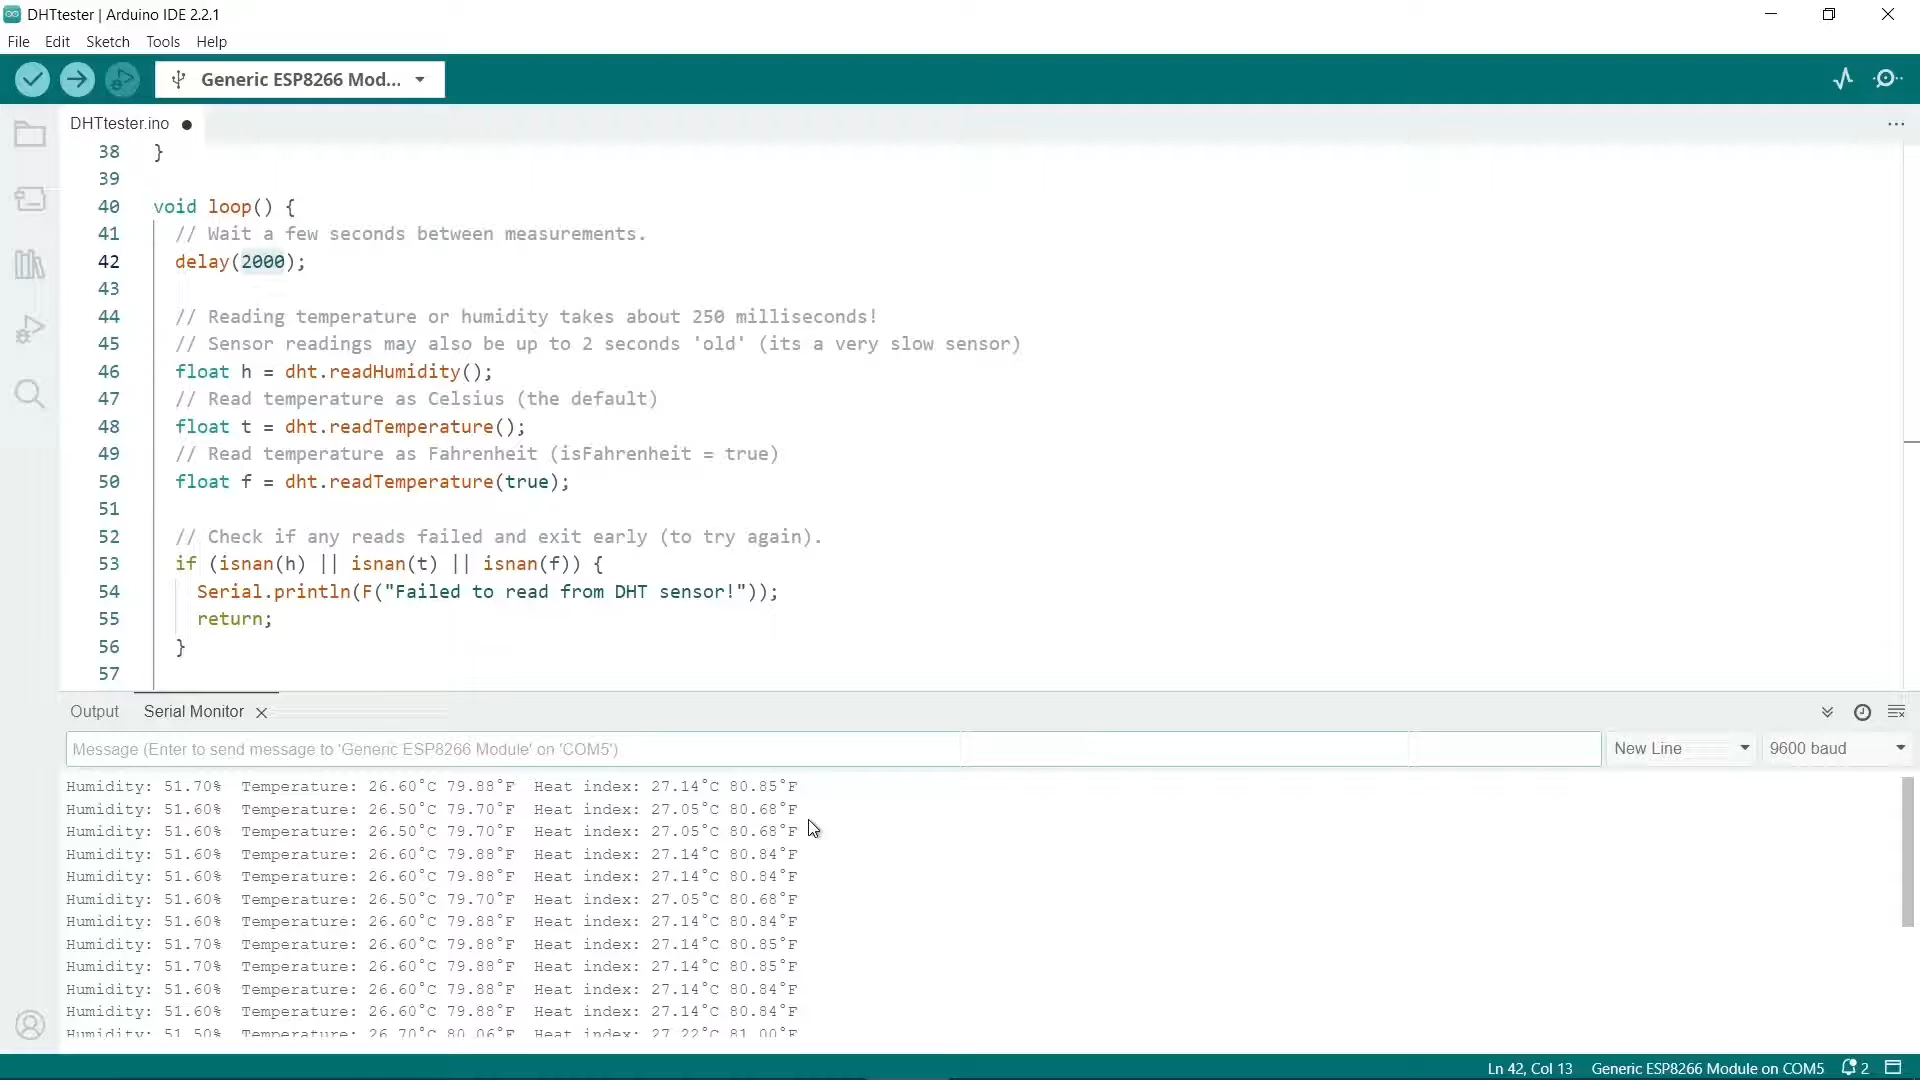 DHTtester | Arduino IDE 2.2.1
File Edit Sketch Tools Help
Generic ESP8266 Mod...
DHTtester.ino
38 }
39
40 void loop() {
41 // Wait a few seconds between measurements.
42 delay(2000);
43
44 // Reading temperature or humidity takes about 250 milliseconds!
45 // Sensor readings may also be up to 2 seconds 'old' (its a very slow sensor)
46 float h = dht.readHumidity();
47 // Read temperature as Celsius (the default)
48 float t = dht.readTemperature();
49 // Read temperature as Fahrenheit (isFahrenheit = true)
50 float f = dht.readTemperature(true);
51
52 // Check if any reads failed and exit early (to try again).
53 if (isnan(h) || isnan(t) || isnan(f)) {
54 Serial.println(F("Failed to read from DHT sensor!"));
55 return;
56 }
57
Output Serial Monitor
Message (Enter to send message to 'Generic ESP8266 Module' on 'COM5') New Line 9600 baud
Humidity: 51.70% Temperature: 26.60°C 79.88°F Heat index: 27.14°C 80.85°F
Humidity: 51.60% Temperature: 26.50°C 79.70°F Heat index: 27.05°C 80.68°F
Humidity: 51.60% Temperature: 26.50°C 79.70°F Heat index: 27.05°C 80.68°F
Humidity: 51.60% Temperature: 26.60°C 79.88°F Heat index: 27.14°C 80.84°F
Humidity: 51.60% Temperature: 26.60°C 79.88°F Heat index: 27.14°C 80.84°F
Humidity: 51.60% Temperature: 26.50°C 79.70°F Heat index: 27.05°C 80.68°F
Humidity: 51.60% Temperature: 26.60°C 79.88°F Heat index: 27.14°C 80.84°F
Humidity: 51.70% Temperature: 26.60°C 79.88°F Heat index: 27.14°C 80.85°F
Humidity: 51.70% Temperature: 26.60°C 79.88°F Heat index: 27.14°C 80.85°F
Humidity: 51.60% Temperature: 26.60°C 79.88°F Heat index: 27.14°C 80.84°F
Humidity: 51.60% Temperature: 26.60°C 79.88°F Heat index: 27.14°C 80.84°F
Humidity: 51.50% Temperature: 26.70°C 80.06°F Heat index: 27.22°C 81.00°F
Ln 42, Col 13 Generic ESP8266 Module on COM5 2